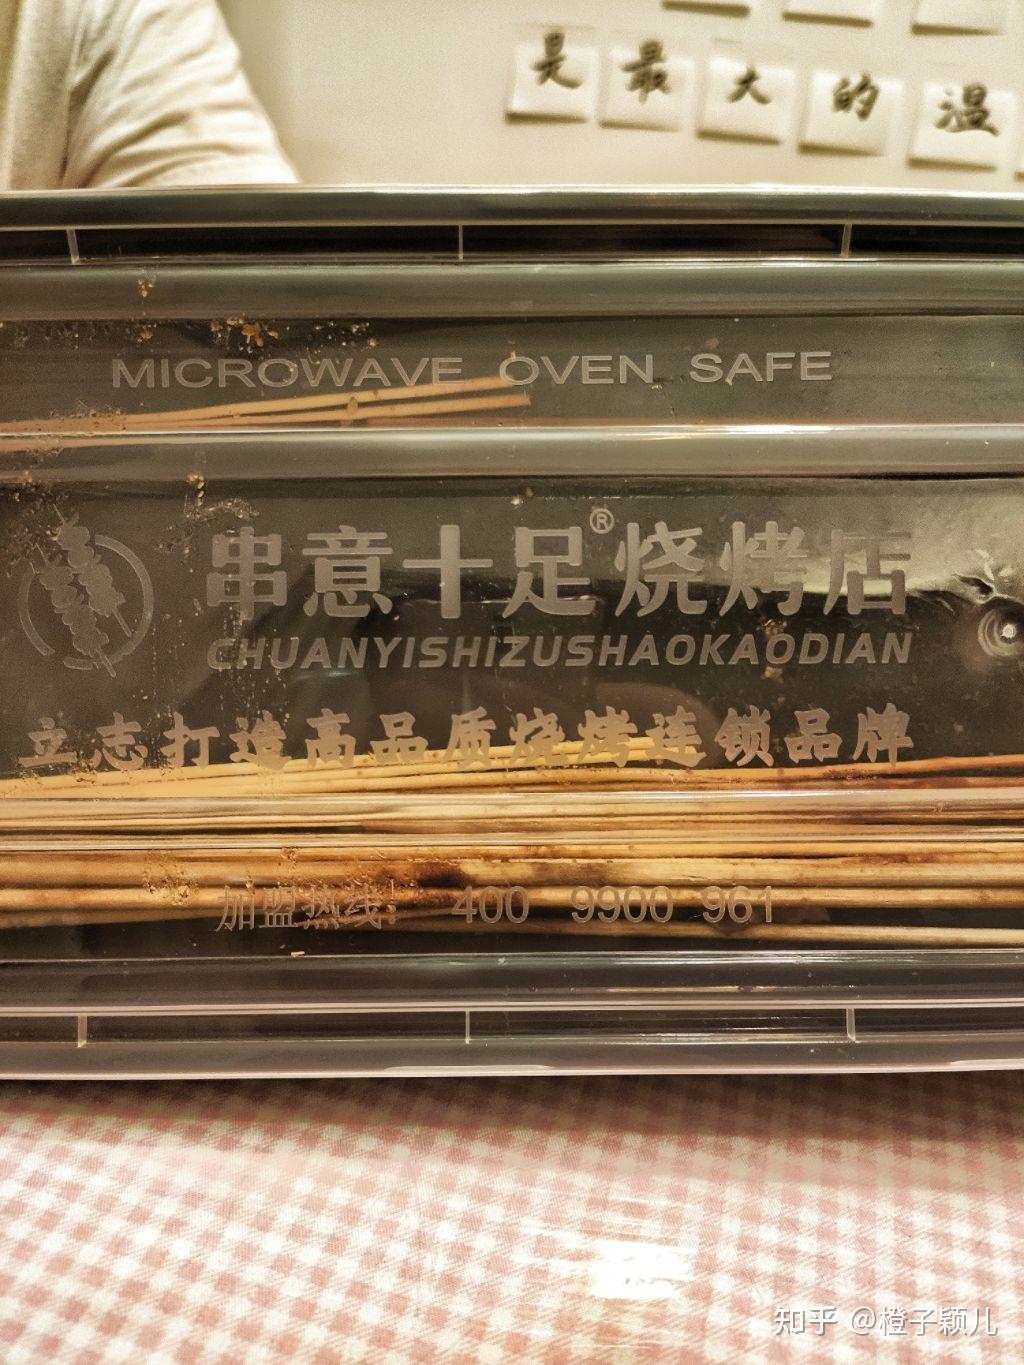 是最大的温
MICROWAVE OVEN SAFE
串意十足®烧烤店
CHUANYISHIZUSHAOKAODIAN
立志打造高品质烧烤连锁品牌
加盟热线: 400 9900 961
知乎 @橙子颖儿